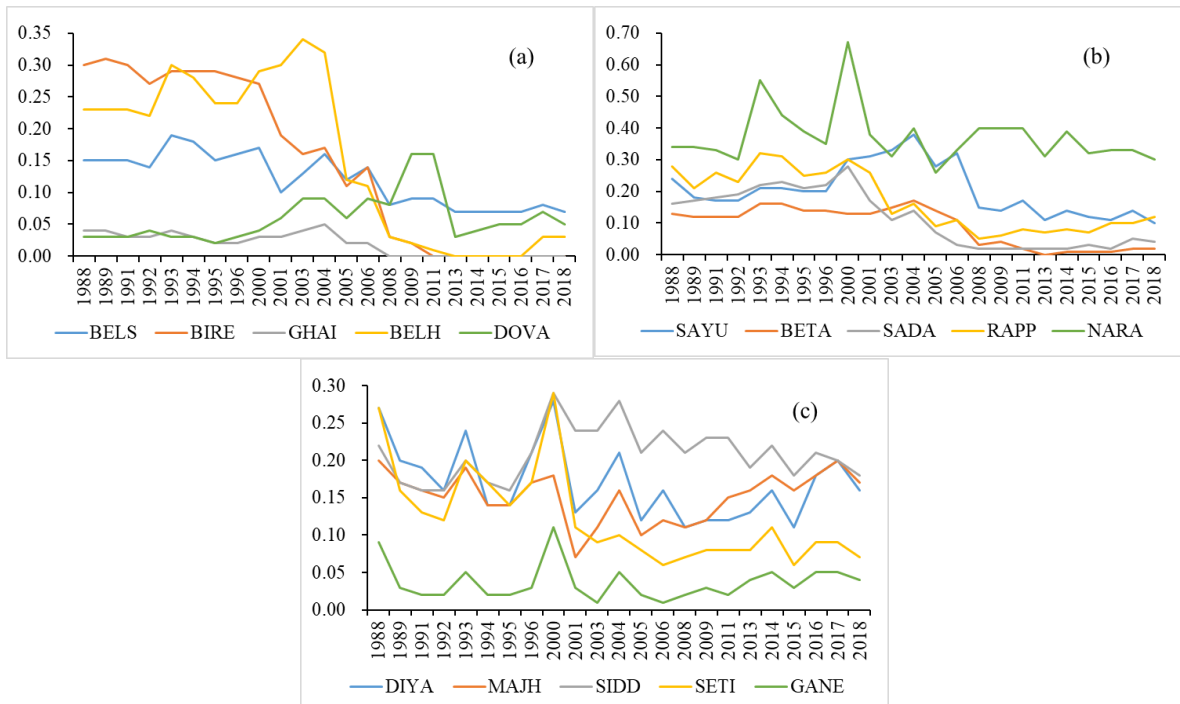 (a)
0.35
0.30
0.25
0.20
0.15
0.10
0.05
0.00
1988 1989 1991 1992 1993 1994 1995 1996 2000 2001 2003 2004 2005 2006 2008 2009 2011 2013 2014 2015 2016 2017 2018
BELS BIRE GHAI BELH DOVA
(b)
0.70
0.60
0.50
0.40
0.30
0.20
0.10
0.00
1988 1989 1991 1992 1993 1994 1995 1996 2000 2001 2003 2004 2005 2006 2008 2009 2011 2013 2014 2015 2016 2017 2018
SAYU BETA SADA RAPP NARA
(c)
0.30
0.25
0.20
0.15
0.10
0.05
0.00
1988 1989 1991 1992 1993 1994 1995 1996 2000 2001 2003 2004 2005 2006 2008 2009 2011 2013 2014 2015 2016 2017 2018
DIYA MAJH SIDD SETI GANE